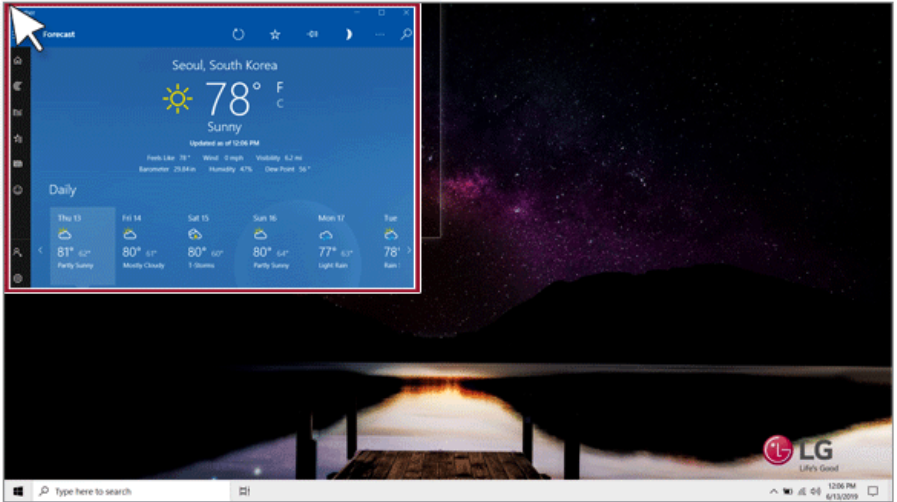 Forecast
Seoul, South Korea
78° F
C
Sunny
Updated as of 12:06 PM
Feels Like 78° Wind 0 mph Visibility 6.2 mi
Barometer 29.84 in Humidity 47% Dew Point 56°
Daily
Thu 13 Fri 14 Sat 15 Sun 16 Mon 17 Tue
81° 62° 80° 61° 80° 60° 80° 64° 77° 63° 78°
Partly Sunny Mostly Cloudy T-Storms Partly Sunny Light Rain Rain
LG
Life's Good
Type here to search
12:06 PM
6/13/2019